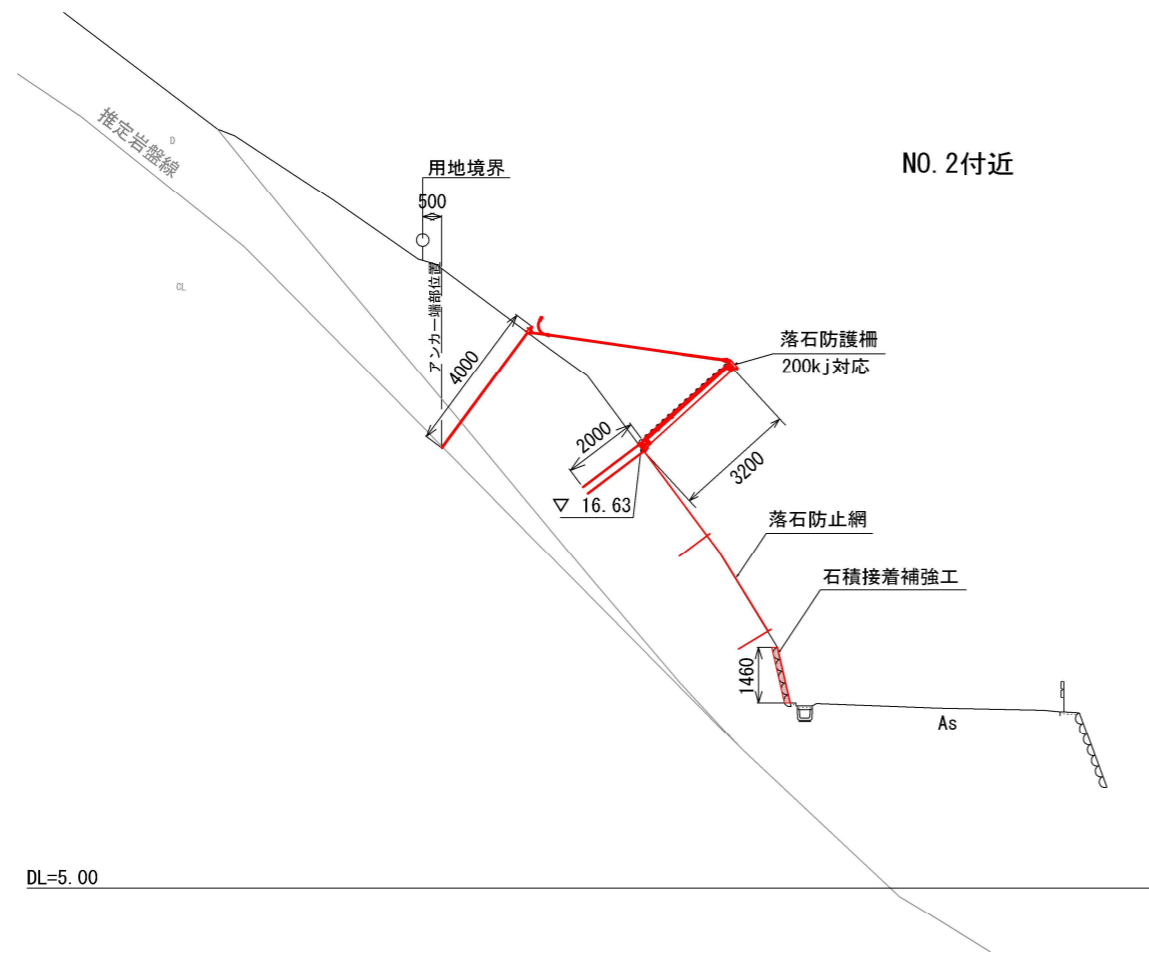 NO.2付近
推定岩盤線
D
CL
用地境界
500
アンカー端部位置
4000
落石防護柵
200kj対応
2000
3200
▽ 16.63
落石防止網
石積接着補強工
1460
As
DL=5.00